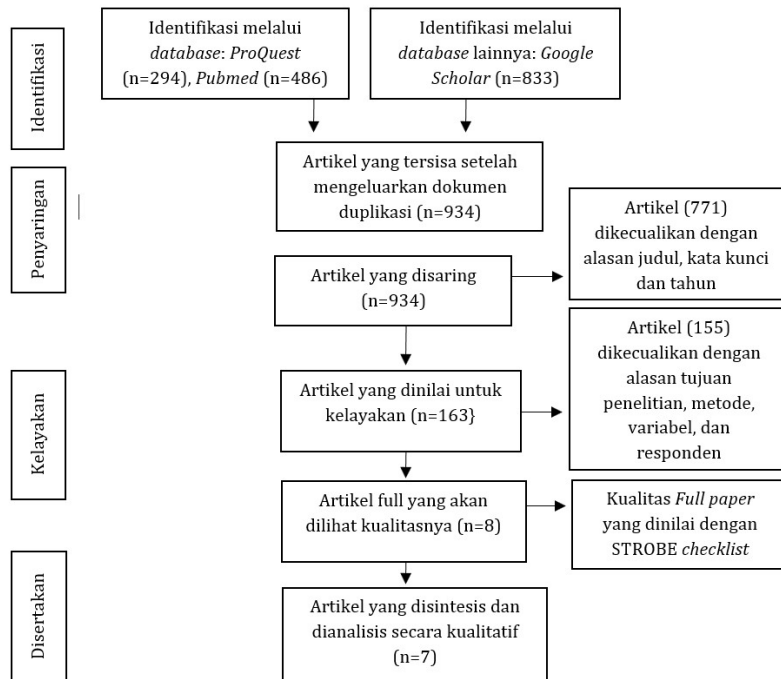 Identifikasi
Identifikasi melalui
database: ProQuest
(n=294), Pubmed (n=486)
Identifikasi melalui
database lainnya: Google
Scholar (n=833)
Artikel yang tersisa setelah
mengeluarkan dokumen
duplikasi (n=934)
Penyaringan
Artikel yang disaring
(n=934)
Artikel (771)
dikecualikan dengan
alasan judul, kata kunci
dan tahun
Kelayakan
Artikel yang dinilai untuk
kelayakan (n=163}
Artikel (155)
dikecualikan dengan
alasan tujuan
penelitian, metode,
variabel, dan
responden
Artikel full yang akan
dilihat kualitasnya (n=8)
Kualitas Full paper
yang dinilai dengan
STROBE checklist
Disertakan
Artikel yang disintesis dan
dianalisis secara kualitatif
(n=7)